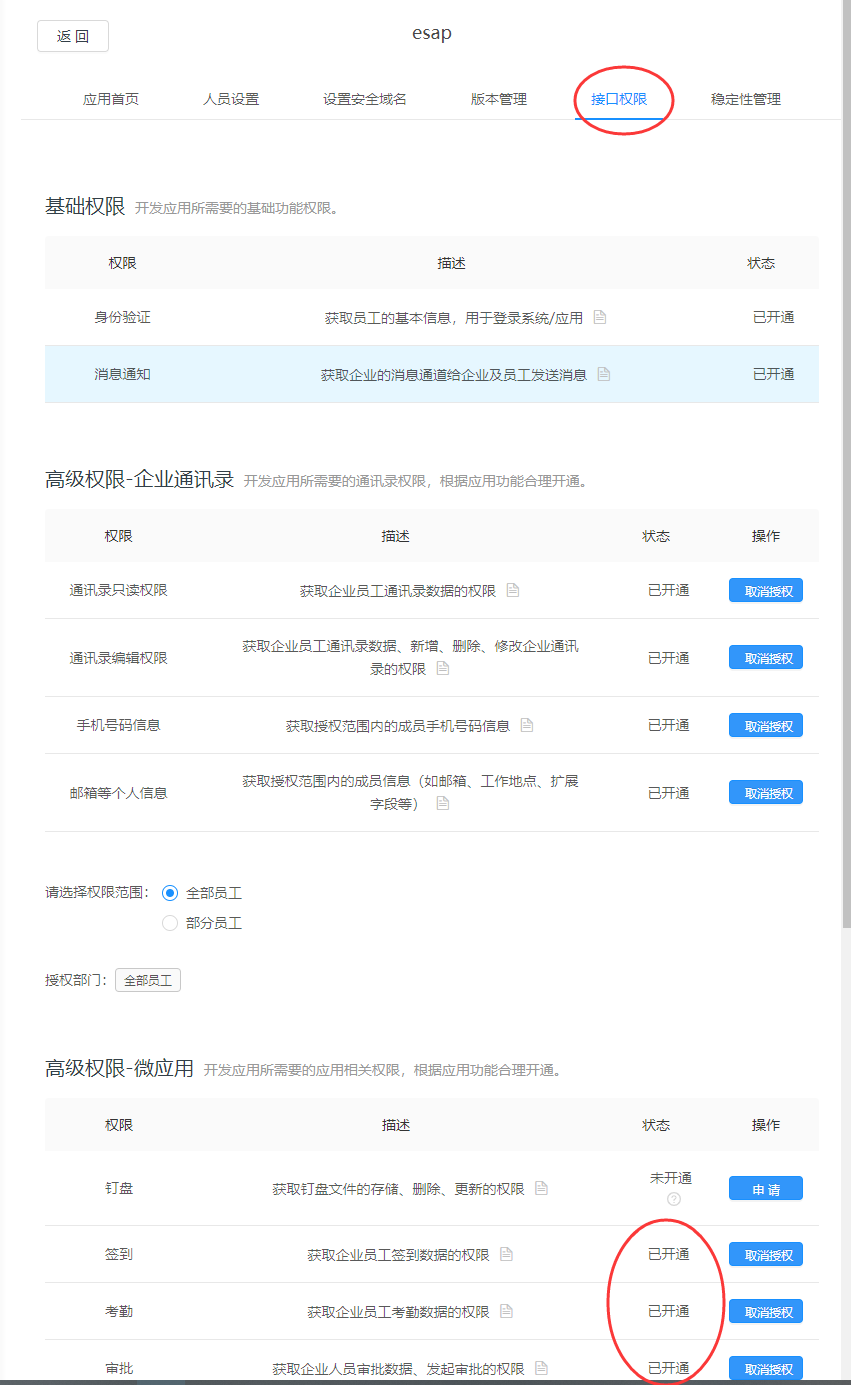 返 回
esap
应用首页 人员设置 设置安全域名 版本管理 接口权限 稳定性管理
基础权限 开发应用所需要的基础功能权限。
权限 描述 状态
身份验证 获取员工的基本信息，用于登录系统/应用 已开通
消息通知 获取企业的消息通道给企业及员工发送消息 已开通
高级权限-企业通讯录 开发应用所需要的通讯录权限，根据应用功能合理开通。
权限 描述 状态 操作
通讯录只读权限 获取企业员工通讯录数据的权限 已开通 取消授权
通讯录编辑权限 获取企业员工通讯录数据、新增、删除、修改企业通讯
录的权限 已开通 取消授权
手机号码信息 获取授权范围内的成员手机号码信息 已开通 取消授权
邮箱等个人信息 获取授权范围内的成员信息（如邮箱、工作地点、扩展
字段等） 已开通 取消授权
请选择权限范围： 全部员工
部分员工
授权部门： 全部员工
高级权限-微应用 开发应用所需要的应用相关权限，根据应用功能合理开通。
权限 描述 状态 操作
钉盘 获取钉盘文件的存储、删除、更新的权限 未开通 申 请
签到 获取企业员工签到数据的权限 已开通 取消授权
考勤 获取企业员工考勤数据的权限 已开通 取消授权
审批 获取企业人员审批数据、发起审批的权限 已开通 取消授权